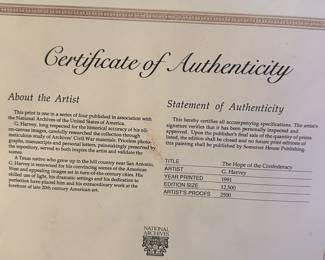 Certificate of Authenticity
About the Artist
This print is one in a series of four published in association with
the National Archives of the United States of America.
G. Harvey, long respected for the historical accuracy of his oil-
on-canvas images, carefully researched the collection through
meticulous study of Archives' Civil War materials. Priceless photo-
graphs, manuscripts and personal letters, painstakingly preserved by
the repository, served to both inspire the artist and validate the
scenes.
A Texas native who grew up in the hill country near San Antonio,
G. Harvey is renowned for his convincing scenes of the American
West and appealing images set in turn-of-the-century cities. His
skilled use of light, his dramatic settings and his dedication to
perfection have placed him and his extraordinary work at the
forefront of late 20th century American art.
Statement of Authenticity
This hereby certifies all accompanying specifications. The artist's
signature verifies that it has been personally inspected and
approved. Upon the publisher's final sale of the quantity of prints
listed, the edition shall be closed and no future print editions of
this painting shall be published by Somerset House Publishing.
TITLE The Hope of the Confederacy
ARTIST G. Harvey
YEAR PRINTED 1991
EDITION SIZE 12,500
ARTIST'S PROOFS 2500
NATIONAL
ARCHIVES